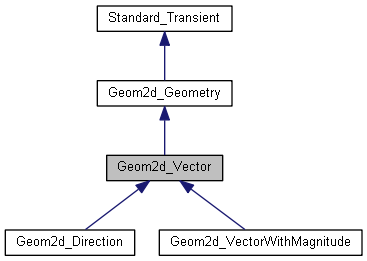 Standard_Transient
Geom2d_Geometry
Geom2d_Vector
Geom2d_Direction
Geom2d_VectorWithMagnitude